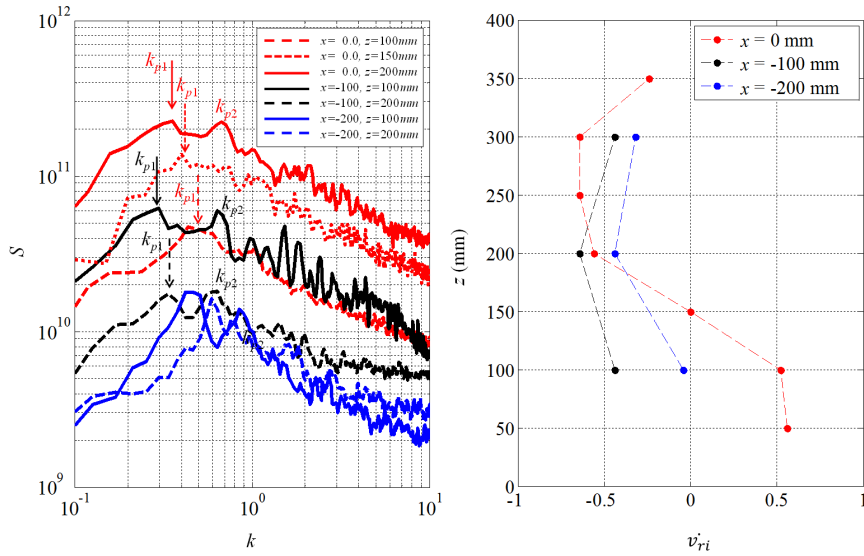 10^12
10^11
10^10
10^9
S
10^-1
10^0
10^1
k
k_p1
k_p1
k_p2
k_p1
k_p1
k_p2
k_p1
k_p2
x = 0.0, z=100mm
x = 0.0, z=150mm
x = 0.0, z=200mm
x=-100, z=100mm
x=-100, z=200mm
x=-200, z=100mm
x=-200, z=200mm
400
350
300
250
200
150
100
50
0
z (mm)
-1
-0.5
0
0.5
1
v̇_ri
x = 0 mm
x = -100 mm
x = -200 mm